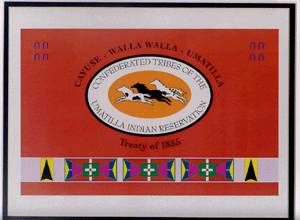 CAYUSE - WALLA WALLA - UMATILLA
CONFEDERATED TRIBES OF THE
UMATILLA INDIAN RESERVATION
Treaty of 1855